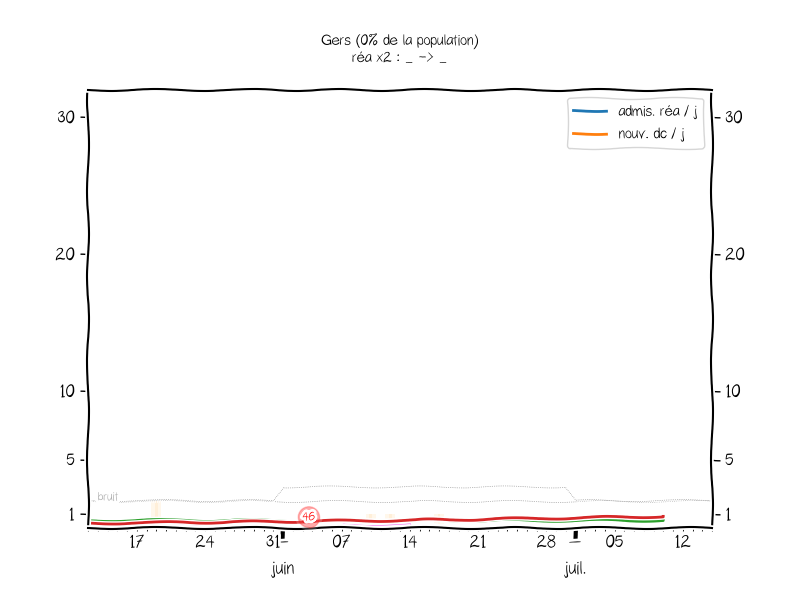 Gers (0% de la population)
réa x2 : _ -> _
admis. réa / j
nouv. dc / j
30
30
20
20
10
10
5
5
bruit
1
46
1
17
24
31
07
14
21
28
05
12
juin
juil.